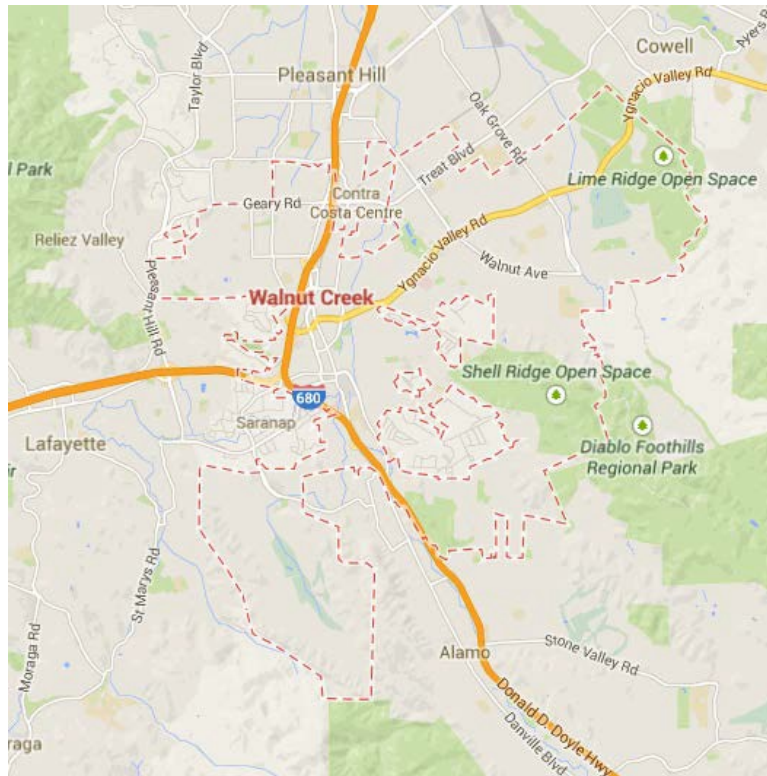 Cowell
Ayers R
Pleasant Hill
Taylor Blvd
Oak Grove Rd
Ygnacio Valley Rd
Treat Blvd
l Park
Lime Ridge Open Space
Contra
Costa Centre
Geary Rd
Reliez Valley
Ygnacio Valley Rd
Walnut Ave
Pleasant Hill Rd
Walnut Creek
Shell Ridge Open Space
680
Saranap
Lafayette
Diablo Foothills
Regional Park
ir
St Marys Rd
Moraga Rd
Alamo
Stone Valley Rd
Donald D. Doyle Hwy
Danville Blvd
raga